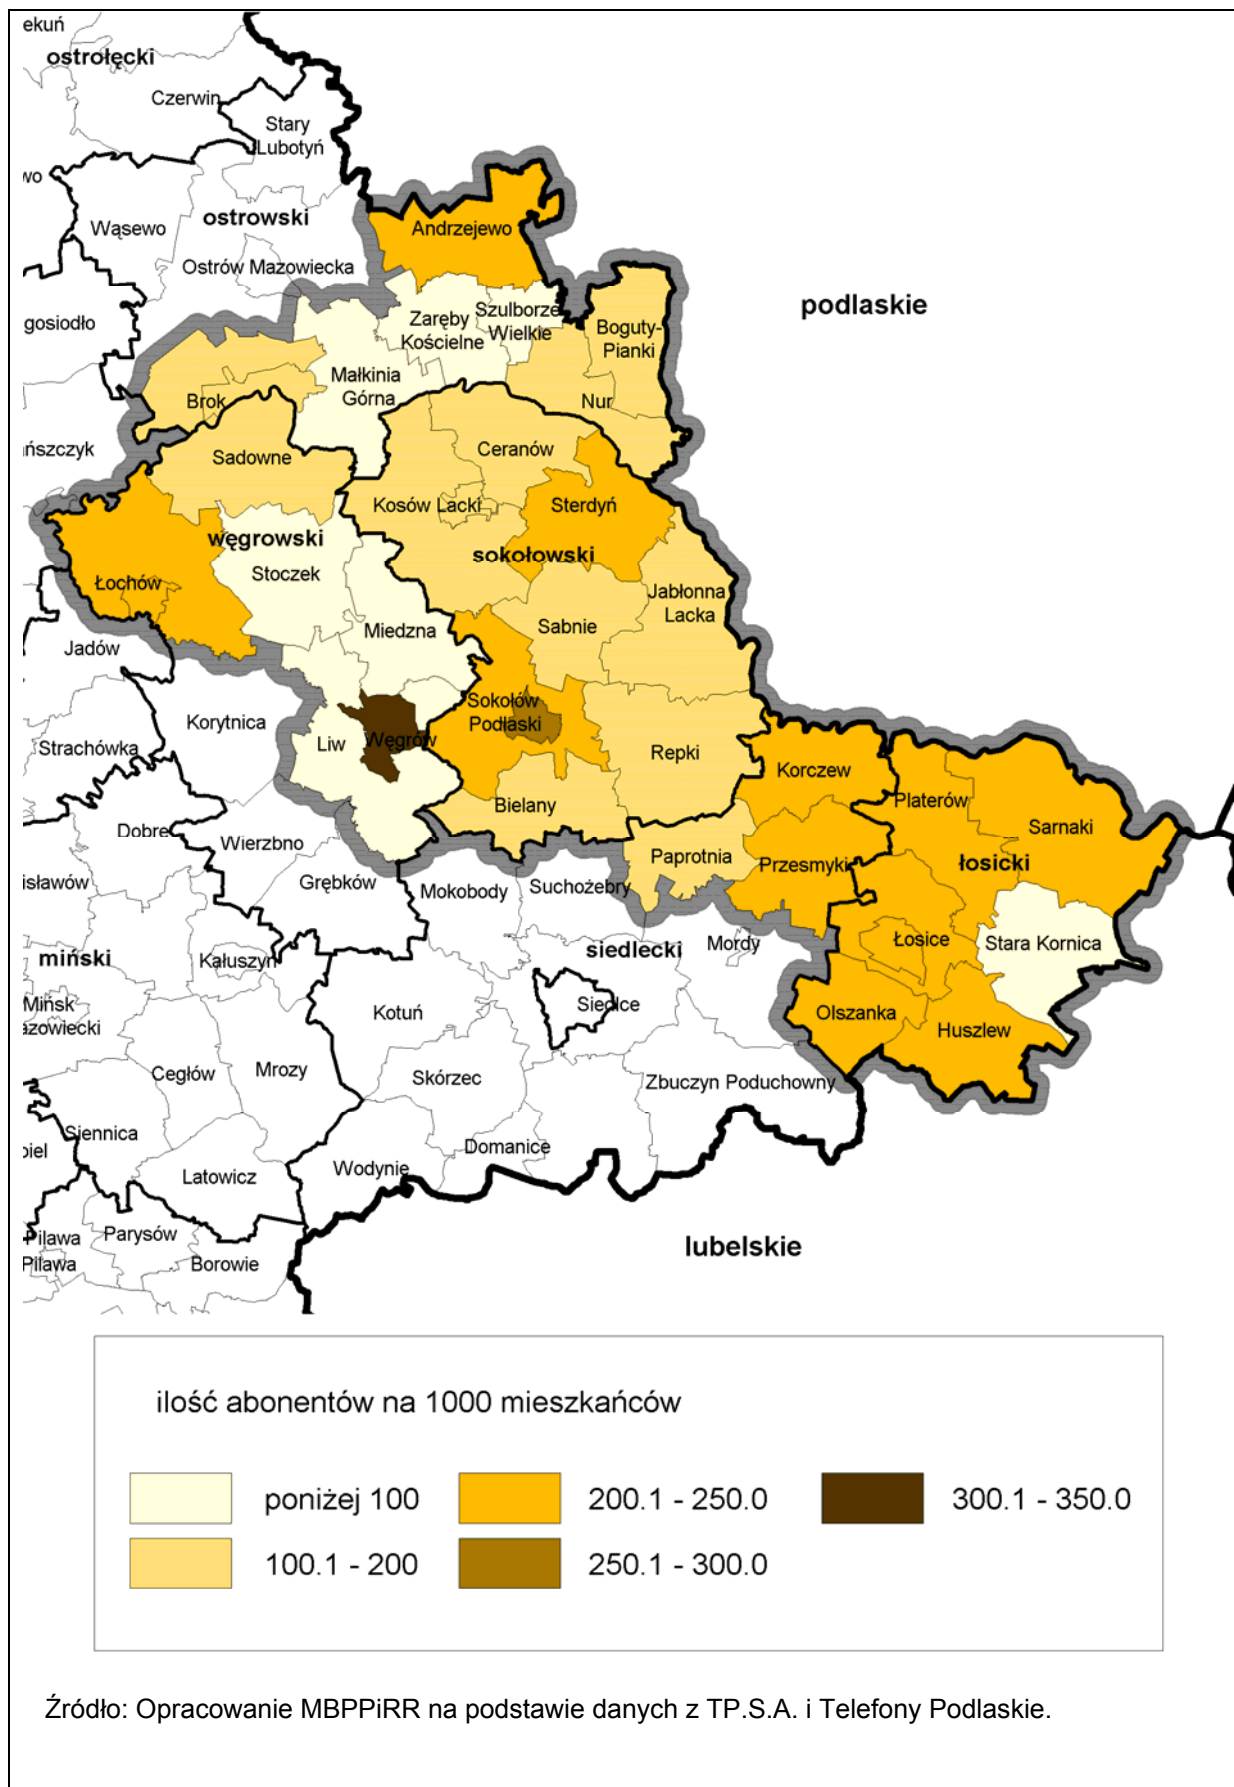 ekuń
ostrołęcki
Czerwin
Stary
Lubotyń
wo
Wąsewo
ostrowski
Andrzejewo
Ostrów Mazowiecka
podlaskie
gosiodło
Zaręby
Kościelne
Szulborze
Wielkie
Boguty-
Pianki
Małkinia
Górna
Brok
Nur
ńszczyk
Sadowne
Ceranów
Kosów Lacki
Sterdyń
węgrowski
sokołowski
Stoczek
Łochów
Jabłonna
Lacka
Miedzna
Sabnie
Jadów
Korytnica
Sokołów
Podlaski
Strachówka
Liw
Węgrów
Repki
Korczew
Platerów
Bielany
Sarnaki
Dobre
Wierzbno
Paprotnia
Przesmyki
łosicki
isławów
Grębków
Mokobody
Suchożebry
siedlecki
Mordy
Łosice
Stara Kornica
miński
Kałuszyn
Mińsk
azowiecki
Kotuń
Siedlce
Olszanka
Huszlew
Cegłów
Mrozy
Skórzec
Zbuczyn Poduchowny
Siennica
biel
Latowicz
Wodynie
Domanice
Pilawa
Pilawa
Parysów
Borowie
lubelskie
ilość abonentów na 1000 mieszkańców
poniżej 100
200.1 - 250.0
300.1 - 350.0
100.1 - 200
250.1 - 300.0
Źródło: Opracowanie MBPPiRR na podstawie danych z TP.S.A. i Telefony Podlaskie.